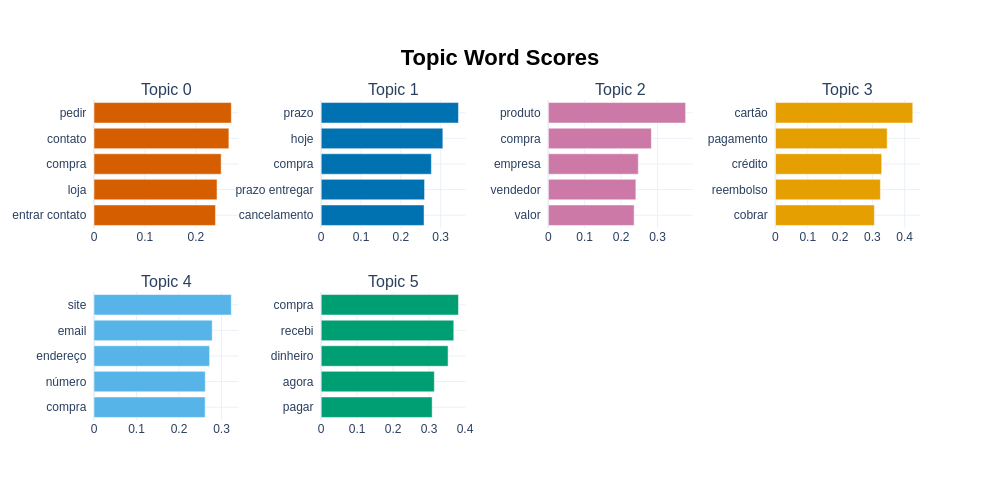 Topic Word Scores
Topic 0
pedir
contato
compra
loja
entrar contato
0 0.1 0.2
Topic 1
prazo
hoje
compra
prazo entregar
cancelamento
0 0.1 0.2 0.3
Topic 2
produto
compra
empresa
vendedor
valor
0 0.1 0.2 0.3
Topic 3
cartão
pagamento
crédito
reembolso
cobrar
0 0.1 0.2 0.3 0.4
Topic 4
site
email
endereço
número
compra
0 0.1 0.2 0.3
Topic 5
compra
recebi
dinheiro
agora
pagar
0 0.1 0.2 0.3 0.4